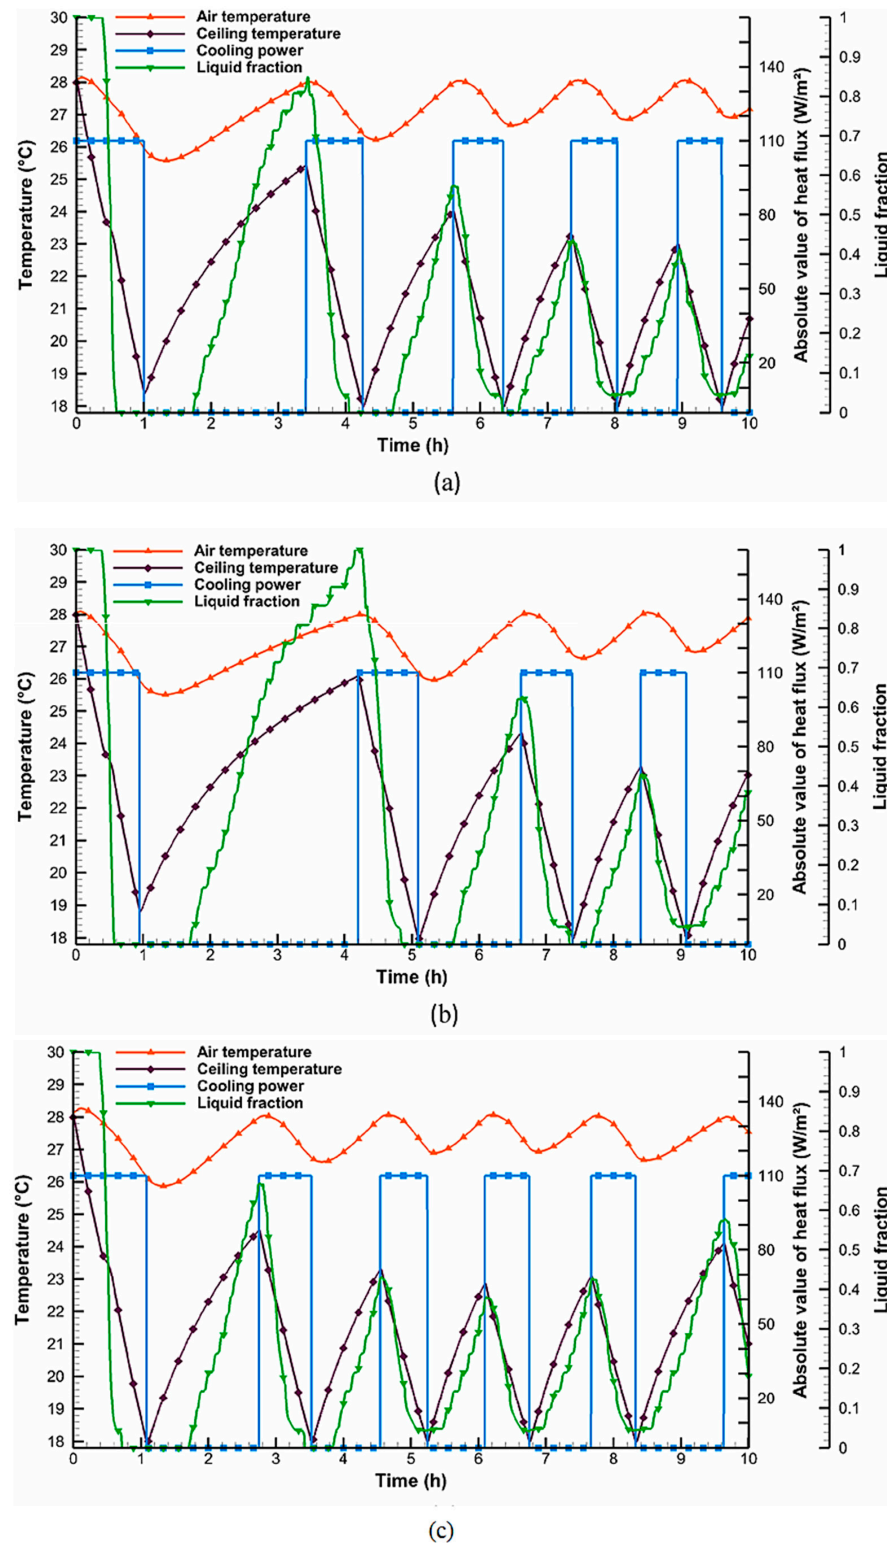 Air temperature
Ceiling temperature
Cooling power
Liquid fraction
30
29
28
27
26
25
24
23
22
21
20
19
18
Temperature (°C)
0 1 2 3 4 5 6 7 8 9 10
Time (h)
140
110
80
50
20
Absolute value of heat flux (W/m²)
1
0.9
0.8
0.7
0.6
0.5
0.4
0.3
0.2
0.1
0
Liquid fraction
(a)
Air temperature
Ceiling temperature
Cooling power
Liquid fraction
30
29
28
27
26
25
24
23
22
21
20
19
18
Temperature (°C)
0 1 2 3 4 5 6 7 8 9 10
Time (h)
140
110
80
50
20
Absolute value of heat flux (W/m²)
1
0.9
0.8
0.7
0.6
0.5
0.4
0.3
0.2
0.1
0
Liquid fraction
(b)
Air temperature
Ceiling temperature
Cooling power
Liquid fraction
30
29
28
27
26
25
24
23
22
21
20
19
18
Temperature (°C)
0 1 2 3 4 5 6 7 8 9 10
Time (h)
140
110
80
50
20
Absolute value of heat flux (W/m²)
1
0.9
0.8
0.7
0.6
0.5
0.4
0.3
0.2
0.1
0
Liquid fraction
(c)